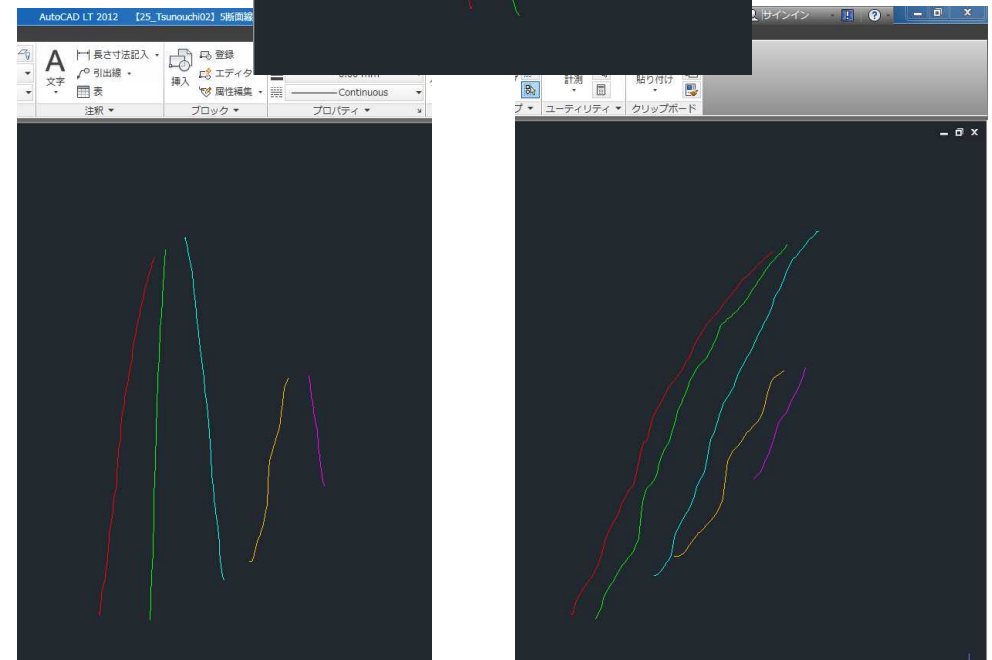 AutoCAD LT 2012 【25_Tsunouchi02】5断面線
サインイン
A
文字
長さ寸法記入
引出線
表
注釈
挿入
登録
エディタ
属性編集
ブロック
Continuous
プロパティ
計測
貼り付け
プ
ユーティリティ
クリップボード